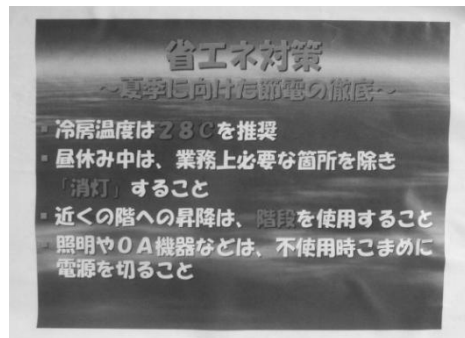 省エネ対策
～夏季に向けた節電の徹底～
・冷房温度は28℃を推奨
・昼休み中は、業務上必要な箇所を除き
「消灯」すること
・近くの階への昇降は、階段を使用すること
・照明やOA機器などは、不使用時こまめに
電源を切ること